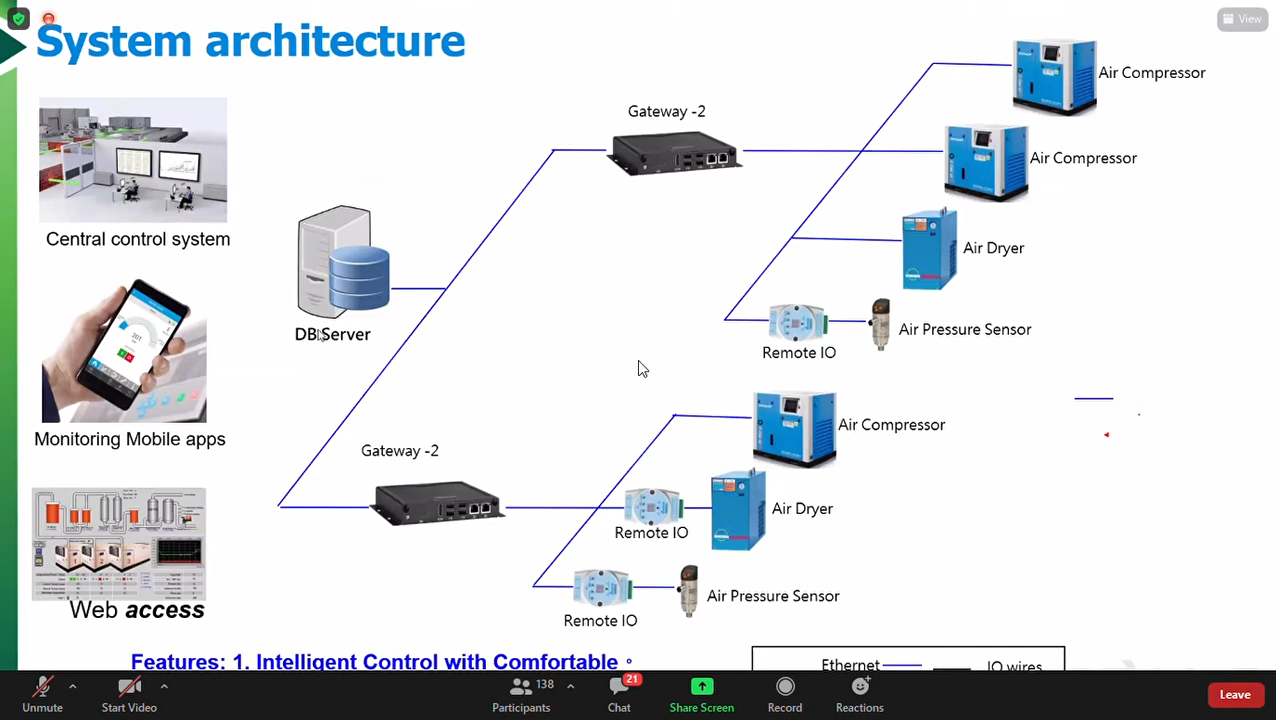 View
System architecture
Air Compressor
Gateway -2
Air Compressor
Central control system
Air Dryer
DB Server
Air Pressure Sensor
Remote IO
Monitoring Mobile apps
Air Compressor
Gateway -2
Air Dryer
Remote IO
Web access
Air Pressure Sensor
Remote IO
Features: 1. Intelligent Control with Comfortable。
Ethernet
IO wires
Unmute
Start Video
138
Participants
21
Chat
Share Screen
Record
Reactions
Leave